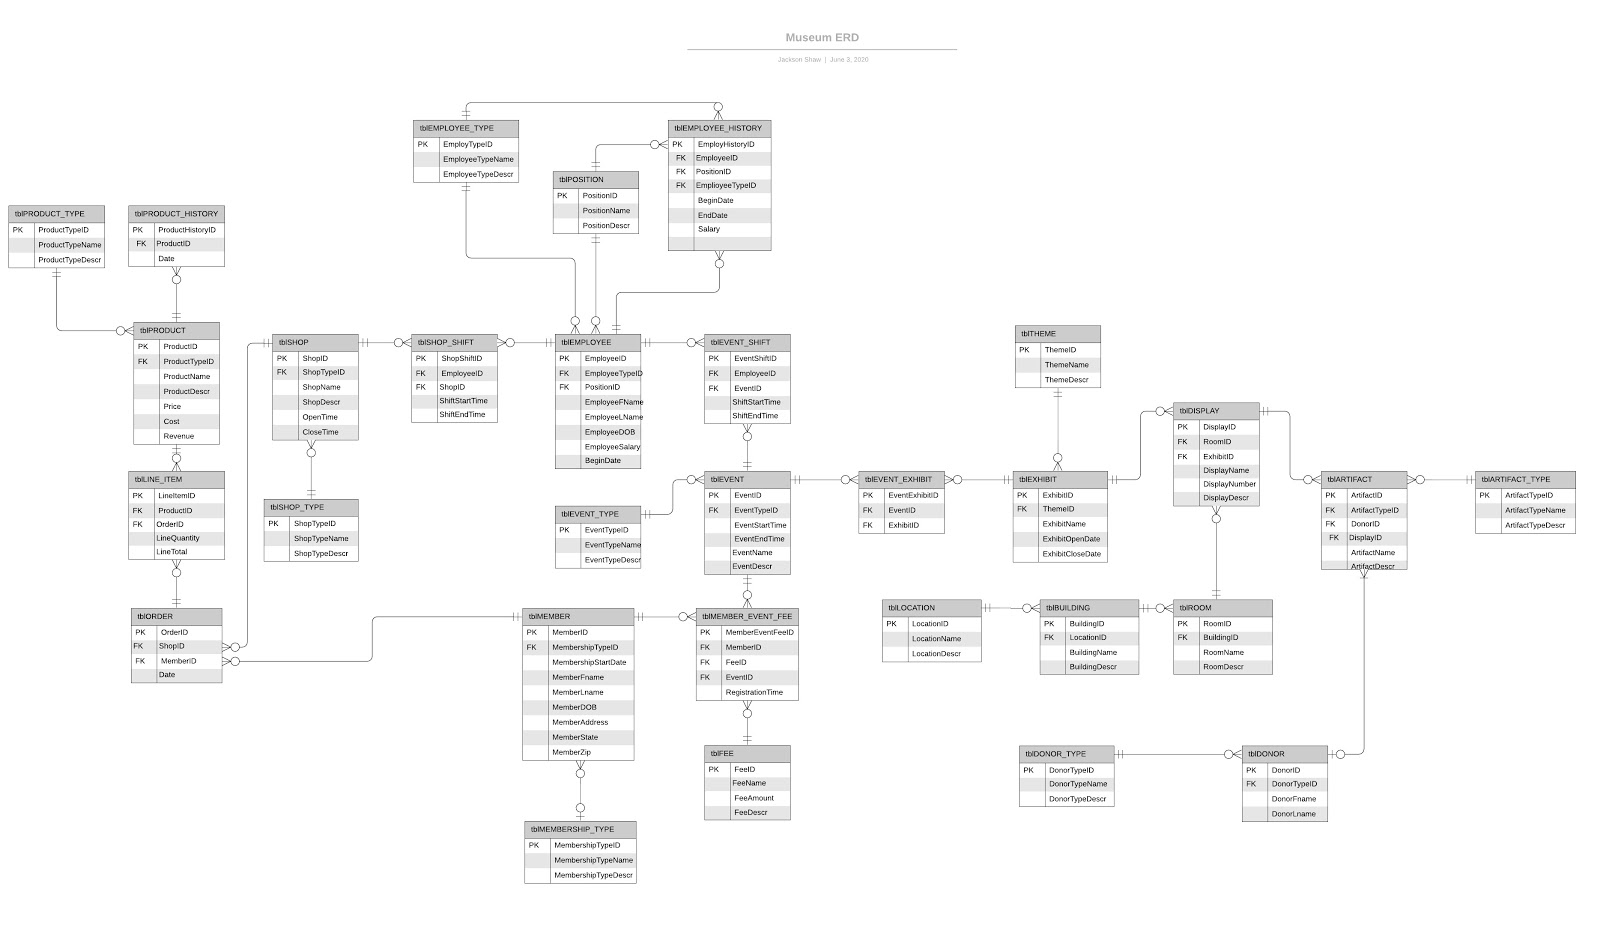 Museum ERD
Jackson Shaw | June 3, 2020
tblEMPLOYEE_TYPE
PK EmployTypeID
EmployeeTypeName
EmployeeTypeDescr
tblEMPLOYEE_HISTORY
PK EmployHistoryID
FK EmployeeID
FK PositionID
FK EmplioyeeTypeID
BeginDate
EndDate
Salary
tblPOSITION
PK PositionID
PositionName
PositionDescr
tblPRODUCT_TYPE
PK ProductTypeID
ProductTypeName
ProductTypeDescr
tblPRODUCT_HISTORY
PK ProductHistoryID
FK ProductID
Date
tblPRODUCT
PK ProductID
FK ProductTypeID
ProductName
ProductDescr
Price
Cost
Revenue
tblSHOP
PK ShopID
FK ShopTypeID
ShopName
ShopDescr
OpenTime
CloseTime
tblSHOP_SHIFT
PK ShopShiftID
FK EmployeeID
FK ShopID
ShiftStartTime
ShiftEndTime
tblEMPLOYEE
PK EmployeeID
FK EmployeeTypeID
FK PositionID
EmployeeFName
EmployeeLName
EmployeeDOB
EmployeeSalary
BeginDate
tblEVENT_SHIFT
PK EventShiftID
FK EmployeeID
FK EventID
ShiftStartTime
ShiftEndTime
tblTHEME
PK ThemeID
ThemeName
ThemeDescr
tblDISPLAY
PK DisplayID
FK RoomID
FK ExhibitID
DisplayName
DisplayNumber
DisplayDescr
tblLINE_ITEM
PK LineItemID
FK ProductID
FK OrderID
LineQuantity
LineTotal
tblSHOP_TYPE
PK ShopTypeID
ShopTypeName
ShopTypeDescr
tblEVENT_TYPE
PK EventTypeID
EventTypeName
EventTypeDescr
tblEVENT
PK EventID
FK EventTypeID
EventStartTime
EventEndTime
EventName
EventDescr
tblEVENT_EXHIBIT
PK EventExhibitID
FK EventID
FK ExhibitID
tblEXHIBIT
PK ExhibitID
FK ThemeID
ExhibitName
ExhibitOpenDate
ExhibitCloseDate
tblARTIFACT
PK ArtifactID
FK ArtifactTypeID
FK DonorID
FK DisplayID
ArtifactName
ArtifactDescr
tblARTIFACT_TYPE
PK ArtifactTypeID
ArtifactTypeName
ArtifactTypeDescr
tblORDER
PK OrderID
FK ShopID
FK MemberID
Date
tblMEMBER
PK MemberID
FK MembershipTypeID
MembershipStartDate
MemberFname
MemberLname
MemberDOB
MemberAddress
MemberState
MemberZip
tblMEMBER_EVENT_FEE
PK MemberEventFeeID
FK MemberID
FK FeeID
FK EventID
RegistrationTime
tblLOCATION
PK LocationID
LocationName
LocationDescr
tblBUILDING
PK BuildingID
FK LocationID
BuildingName
BuildingDescr
tblROOM
PK RoomID
FK BuildingID
RoomName
RoomDescr
tblFEE
PK FeeID
FeeName
FeeAmount
FeeDescr
tblDONOR_TYPE
PK DonorTypeID
DonorTypeName
DonorTypeDescr
tblDONOR
PK DonorID
FK DonorTypeID
DonorFname
DonorLname
tblMEMBERSHIP_TYPE
PK MembershipTypeID
MembershipTypeName
MembershipTypeDescr